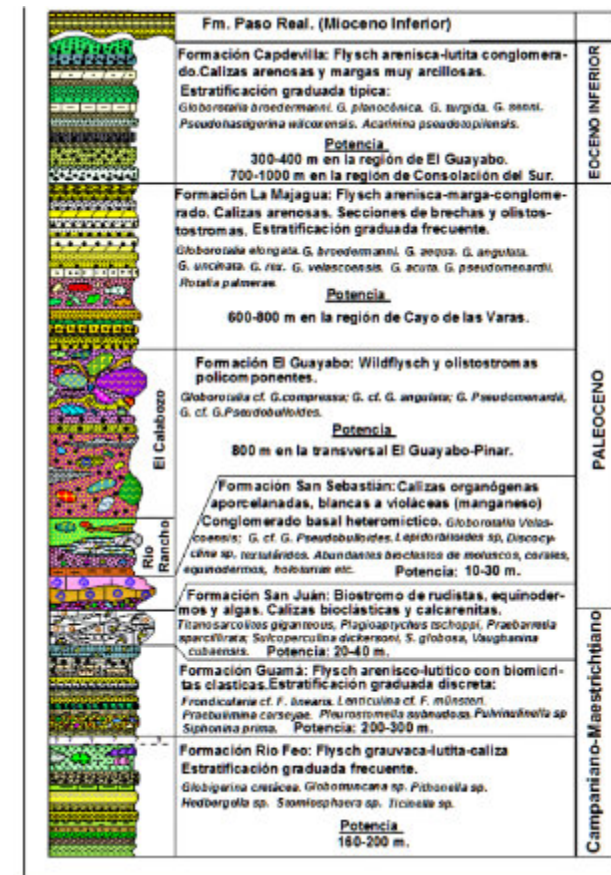 Fm. Paso Real. (Mioceno Inferior)
Formación Capdevilla: Flysch arenisca-lutita conglomera-
do.Calizas arenosas y margas muy arcillosas.
Estratificación graduada típica:
Globorotalia broedermanni. G. planocónica. G. turgida. G. senni.
Pseudohastigerina wilcoxensis. Acarinina pseudotopilensis.
Potencia
300-400 m en la región de El Guayabo.
700-1000 m en la región de Consolación del Sur.
EOCENO INFERIOR
Formación La Majagua: Flysch arenisca-marga-conglome-
rado. Calizas arenosas. Secciones de brechas y olistos-
tostromas. Estratificación graduada frecuente.
Globorotalia elongata. G. broedermanni. G. aequa. G. angulata.
G. uncinata. G. rex. G. velascoensis. G. acuta. G. pseudomenardii.
Rotalia palmerae.
Potencia
600-800 m en la región de Cayo de las Varas.
Formación El Guayabo: Wildflysch y olistostromas
policomponentes.
Globorotalia cf. G.compressa; G. cf. G. angulata; G. Pseudomenardii,
G. cf. G.Pseudobulloides.
Potencia
800 m en la transversal El Guayabo-Pinar.
El Calabozo
PALEOCENO
Formación San Sebastián: Calizas organógenas
aporcelanadas, blancas a violáceas (manganeso)
Conglomerado basal heteromíctico. Globorotalia Velas-
coensis; G. cf. G. Pseudobulloides. Lepidorbitoides sp, Discocy-
cline sp, textuláridos. Abundantes bioclastos de moluscos, corales,
equinodermos, holoturias etc. Potencia: 10-30 m.
Río
Rancho
Formación San Juán: Biostromo de rudistas, equinoder-
mos y algas. Calizas bioclásticas y calcarenitas.
Titanosarcolites giganteous, Plagioptychus tschoppi, Praebarretia
sparcilirata; Sulcoperculina dickersoni, S. globosa, Vaughanina
cubaensis. Potencia: 20-40 m.
Formación Guamá: Flysch arenisco-lutítico con biomicri-
tas clasticas.Estratificación graduada discreta:
Frondicularia cf. F. linearis. Lenticulina cf. F. münsteri.
Praebulimina carseyae. Pleurostomella subnudosa. Pulvinulinella sp
Siphonina prima. Potencia: 200-300 m.
Formación Río Feo: Flysch grauvaca-lutita-caliza
Estratificación graduada frecuente.
Globigerina cretácea. Globotruncana sp. Pithonella sp.
Hedbergella sp. Stomiosphaera sp. Ticinella sp.
Potencia
160-200 m.
Campaniano-Maestrichtiano